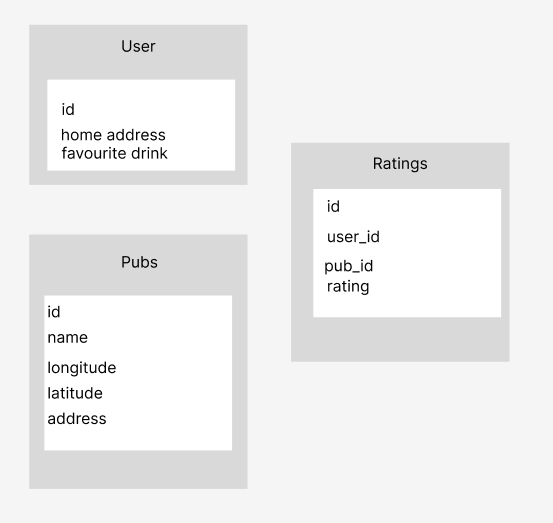 User
id
home address
favourite drink
Ratings
id
user_id
pub_id
rating
Pubs
id
name
longitude
latitude
address